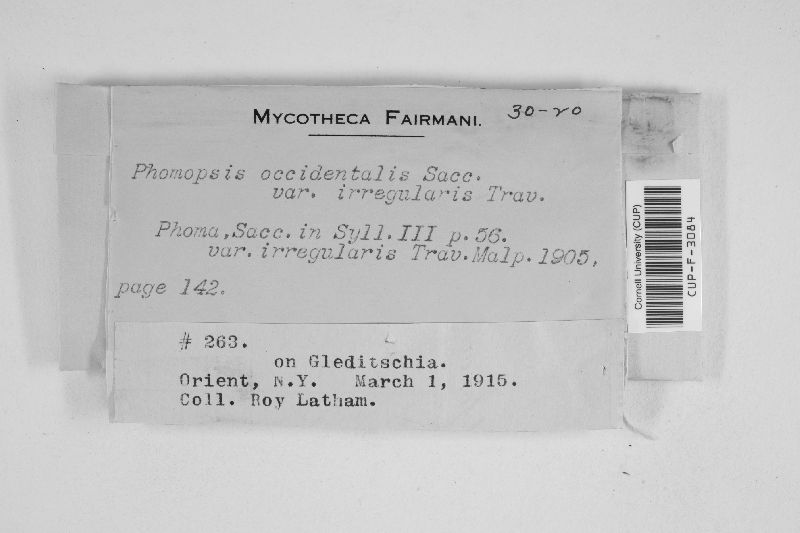 MYCOTHECA FAIRMANI. 30-20
Phomopsis occidentalis Sacc.
var. irregularis Trav.
Phoma, Sacc. in Syll. III p. 56.
var. irregularis Trav. Malp. 1905,
page 142.
# 263.
on Gleditschia.
Orient, N.Y. March 1, 1915.
Coll. Roy Latham.
Cornell University (CUP)
CUP-F-3084